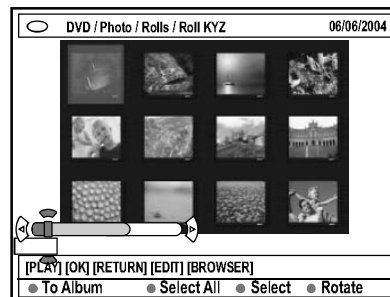 DVD / Photo / Rolls / Roll KYZ 06/06/2004
[PLAY] [OK] [RETURN] [EDIT] [BROWSER]
To Album Select All Select Rotate